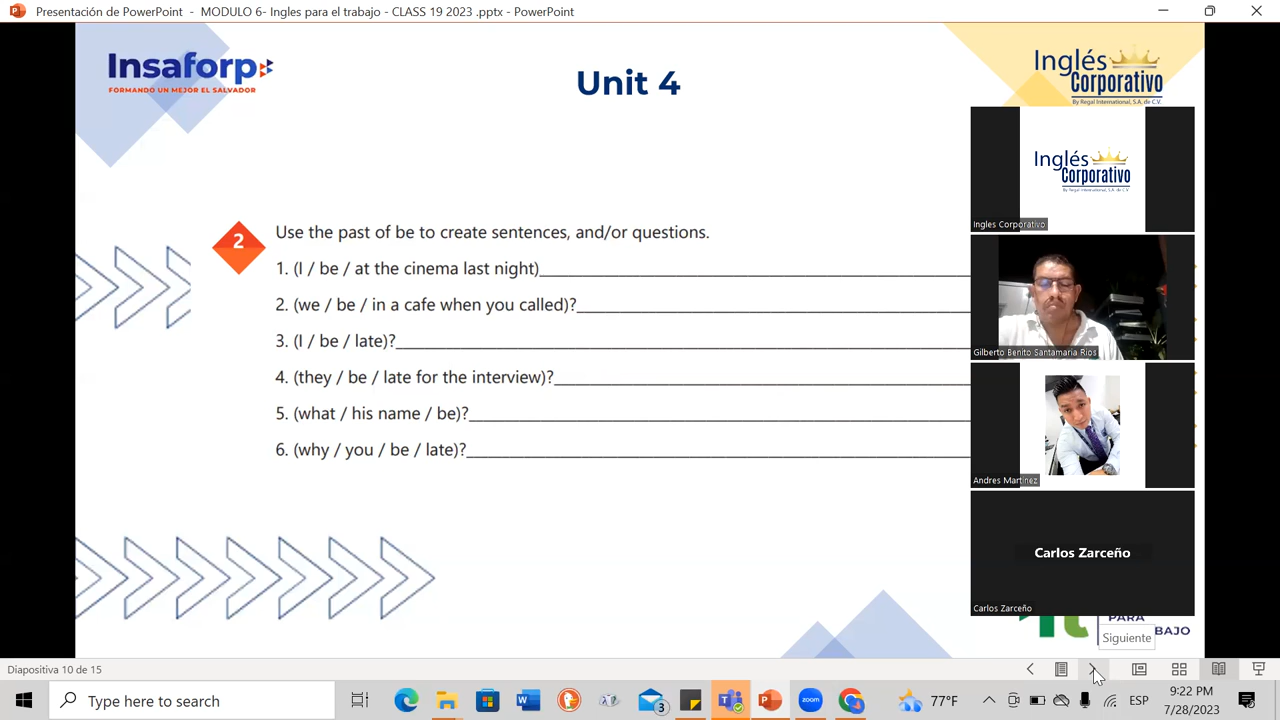 Presentación de PowerPoint - MODULO 6- Ingles para el trabajo - CLASS 19 2023 .pptx - PowerPoint
Insaforp
FORMANDO UN MEJOR EL SALVADOR
Unit 4
Inglés
Corporativo
By Regal International, S.A. de C.V.
Inglés
Corporativo
By Regal International, S.A. de C.V.
Ingles Corporativo
2
Use the past of be to create sentences, and/or questions.
1. (I / be / at the cinema last night)
2. (we / be / in a cafe when you called)?
3. (I / be / late)?
4. (they / be / late for the interview)?
5. (what / his name / be)?
6. (why / you / be / late)?
Gilberto Benito Santamaria Rios
Andres Martinez
Carlos Zarceño
Carlos Zarceño
PARA
BAJO
Siguiente
Diapositiva 10 de 15
Type here to search
3
77°F
ESP
9:22 PM
7/28/2023